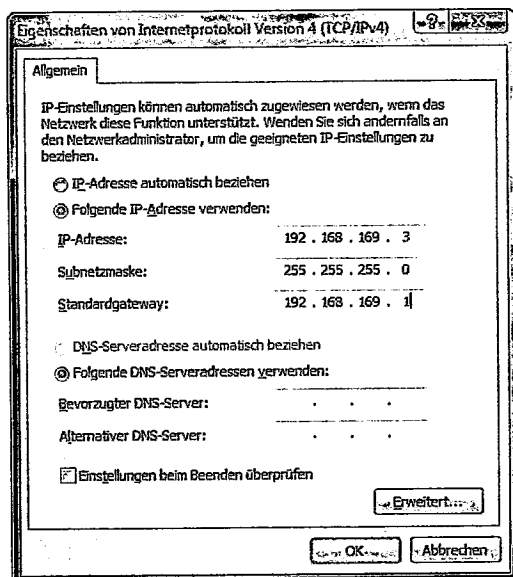 Eigenschaften von Internetprotokoll Version 4 (TCP/IPv4)
Allgemein
IP-Einstellungen können automatisch zugewiesen werden, wenn das
Netzwerk diese Funktion unterstützt. Wenden Sie sich andernfalls an
den Netzwerkadministrator, um die geeigneten IP-Einstellungen zu
beziehen.
IP-Adresse automatisch beziehen
Folgende IP-Adresse verwenden:
IP-Adresse: 192 . 168 . 169 . 3
Subnetzmaske: 255 . 255 . 255 . 0
Standardgateway: 192 . 168 . 169 . 1
DNS-Serveradresse automatisch beziehen
Folgende DNS-Serveradressen verwenden:
Bevorzugter DNS-Server: . . .
Alternativer DNS-Server: . . .
Einstellungen beim Beenden überprüfen
Erweitert...
OK Abbrechen